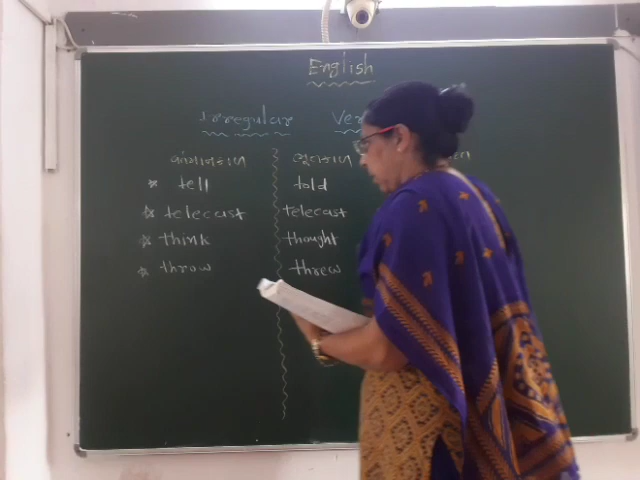 English
Irregular
વર્તમાનકાળ ભૂતકાળ
tell told
telecast telecast
think thought
throw threw